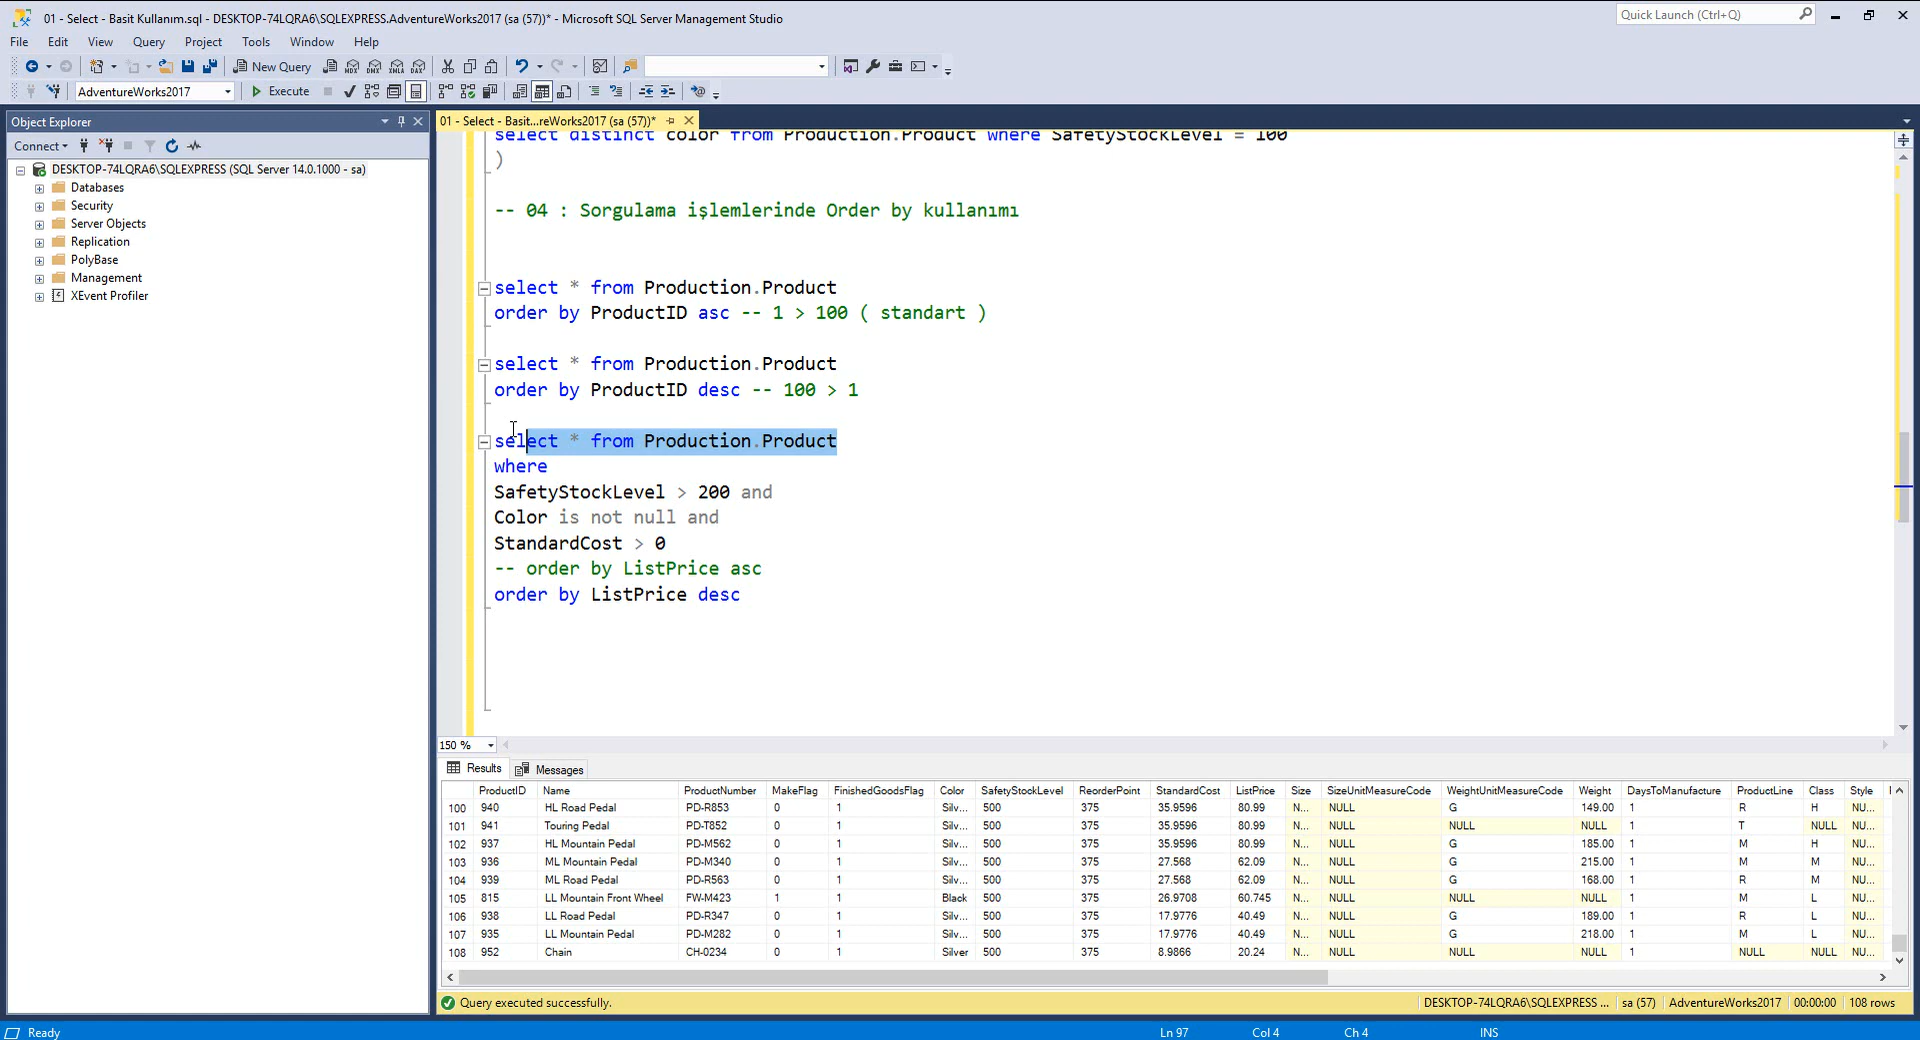 01 - Select - Basit Kullanım.sql - DESKTOP-74LQRA6\SQLEXPRESS.AdventureWorks2017 (sa (57))* - Microsoft SQL Server Management Studio
Quick Launch (Ctrl+Q)
File Edit View Query Project Tools Window Help
New Query
AdventureWorks2017 Execute
Object Explorer
Connect
DESKTOP-74LQRA6\SQLEXPRESS (SQL Server 14.0.1000 - sa)
Databases
Security
Server Objects
Replication
PolyBase
Management
XEvent Profiler
01 - Select - Basit...reWorks2017 (sa (57))*
select distinct color from Production.Product where SafetyStockLevel = 100
)
-- 04 : Sorgulama işlemlerinde Order by kullanımı
select * from Production.Product
order by ProductID asc -- 1 > 100 ( standart )
select * from Production.Product
order by ProductID desc -- 100 > 1
select * from Production.Product
where
SafetyStockLevel > 200 and
Color is not null and
StandardCost > 0
-- order by ListPrice asc
order by ListPrice desc
150 %
Results Messages
ProductID Name ProductNumber MakeFlag FinishedGoodsFlag Color SafetyStockLevel ReorderPoint StandardCost ListPrice Size SizeUnitMeasureCode WeightUnitMeasureCode Weight DaysToManufacture ProductLine Class Style
100 940 HL Road Pedal PD-R853 0 1 Silv... 500 375 35.9596 80.99 N... NULL G 149.00 1 R H NU...
101 941 Touring Pedal PD-T852 0 1 Silv... 500 375 35.9596 80.99 N... NULL NULL NULL 1 T NULL NU...
102 937 HL Mountain Pedal PD-M562 0 1 Silv... 500 375 35.9596 80.99 N... NULL G 185.00 1 M H NU...
103 936 ML Mountain Pedal PD-M340 0 1 Silv... 500 375 27.568 62.09 N... NULL G 215.00 1 M M NU...
104 939 ML Road Pedal PD-R563 0 1 Silv... 500 375 27.568 62.09 N... NULL G 168.00 1 R M NU...
105 815 LL Mountain Front Wheel FW-M423 1 1 Black 500 375 26.9708 60.745 N... NULL NULL NULL 1 M L NU...
106 938 LL Road Pedal PD-R347 0 1 Silv... 500 375 17.9776 40.49 N... NULL G 189.00 1 R L NU...
107 935 LL Mountain Pedal PD-M282 0 1 Silv... 500 375 17.9776 40.49 N... NULL G 218.00 1 M L NU...
108 952 Chain CH-0234 0 1 Silver 500 375 8.9866 20.24 N... NULL NULL NULL 1 NULL NULL NU...
Query executed successfully. DESKTOP-74LQRA6\SQLEXPRESS ... sa (57) AdventureWorks2017 00:00:00 108 rows
Ready Ln 97 Col 4 Ch 4 INS